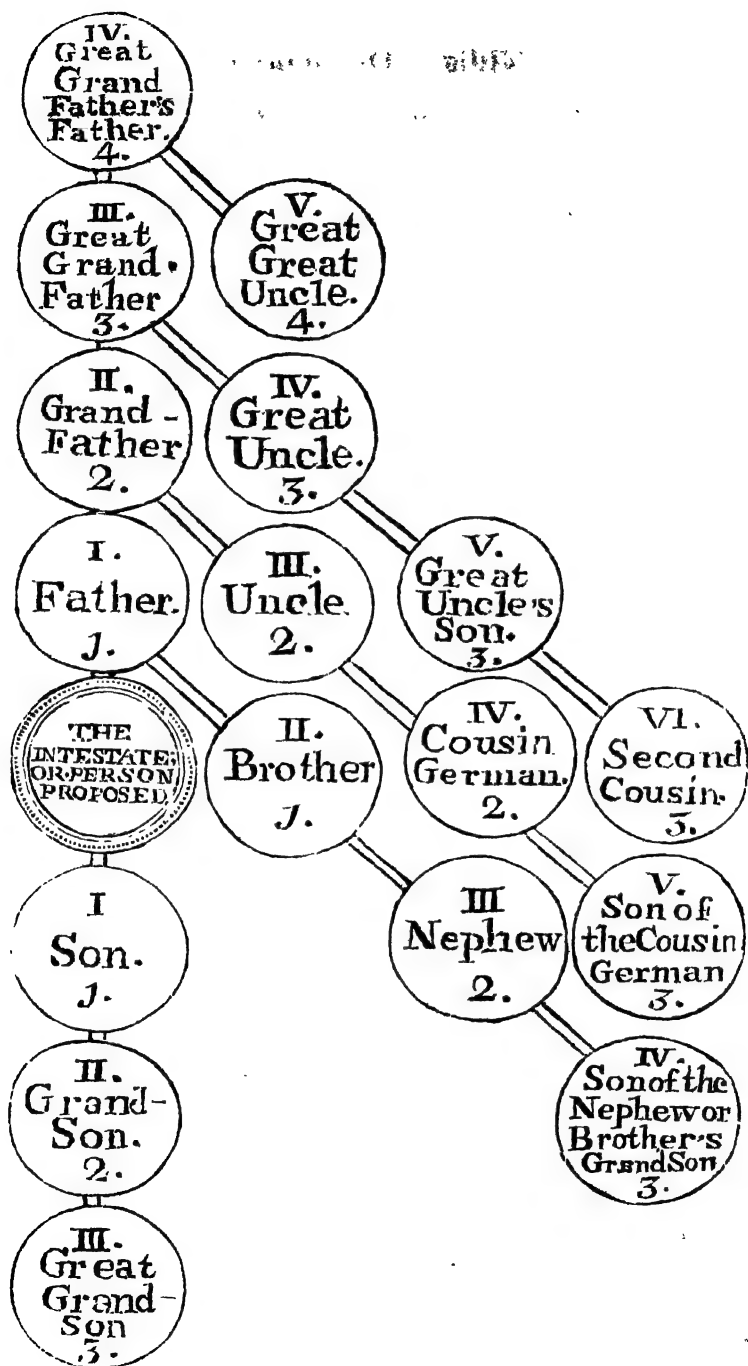 IV.
Great
Grand
Father's
Father.
4.
III.
Great
Grand.
Father
3.
V.
Great
Great
Uncle.
4.
II.
Grand-
Father
2.
IV.
Great
Uncle.
3.
I.
Father.
1.
III.
Uncle.
2.
V.
Great
Uncle's
Son.
3.
THE
INTESTATE;
OR PERSON
PROPOSED.
II.
Brother
1.
IV.
Cousin
German.
2.
VI.
Second
Cousin.
3.
I
Son.
1.
III
Nephew
2.
V.
Son of
the Cousin
German
3.
II.
Grand-
Son.
2.
IV.
Son of the
Nephew or
Brother's
Grand Son
3.
III.
Great
Grand-
Son
3.